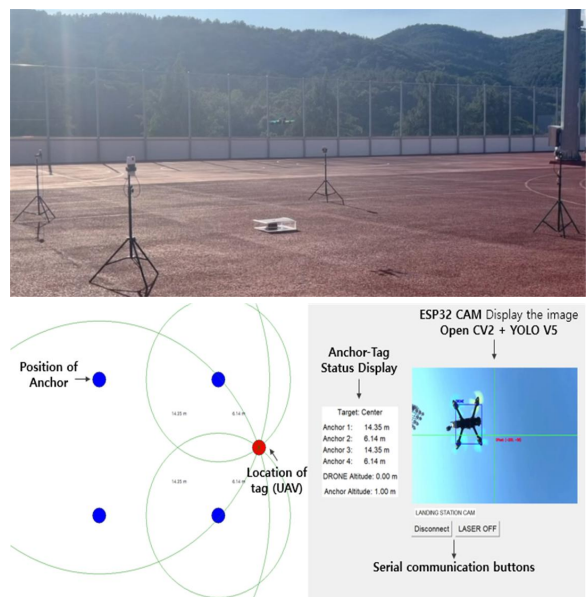 ESP32 CAM Display the image
Open CV2 + YOLO V5
Anchor-Tag
Status Display
Position of
Anchor
Target: Center
Anchor 1: 14.35 m
Anchor 2: 6.14 m
Anchor 3: 14.35 m
Anchor 4: 6.14 m
DRONE Altitude: 0.00 m
Anchor Altitude: 1.00 m
14.35 m
6.14 m
Location of
tag (UAV)
14.35 m
6.14 m
LANDING STATION CAM
Disconnect
LASER OFF
Serial communication buttons